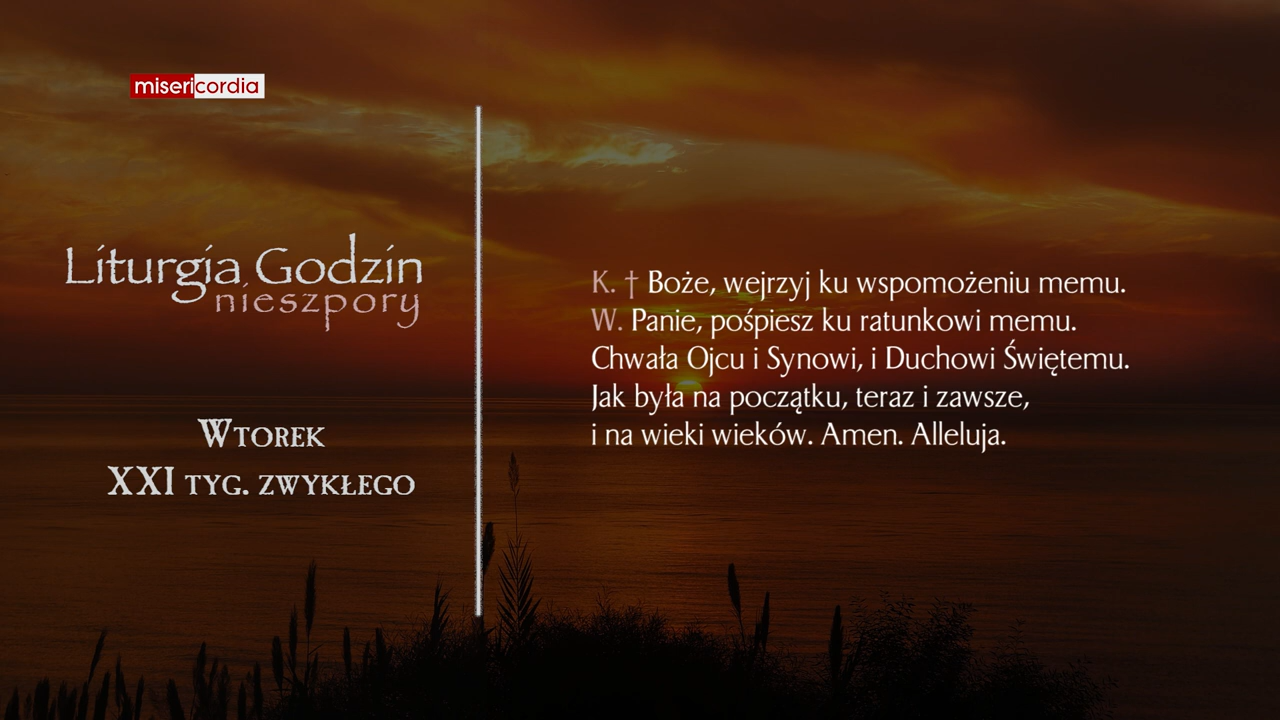 misericordia
Liturgia Godzin
nieszpory
Wtorek
XXI tyg. zwykłego
K. † Boże, wejrzyj ku wspomożeniu memu.
W. Panie, pośpiesz ku ratunkowi memu.
Chwała Ojcu i Synowi, i Duchowi Świętemu.
Jak była na początku, teraz i zawsze,
i na wieki wieków. Amen. Alleluja.